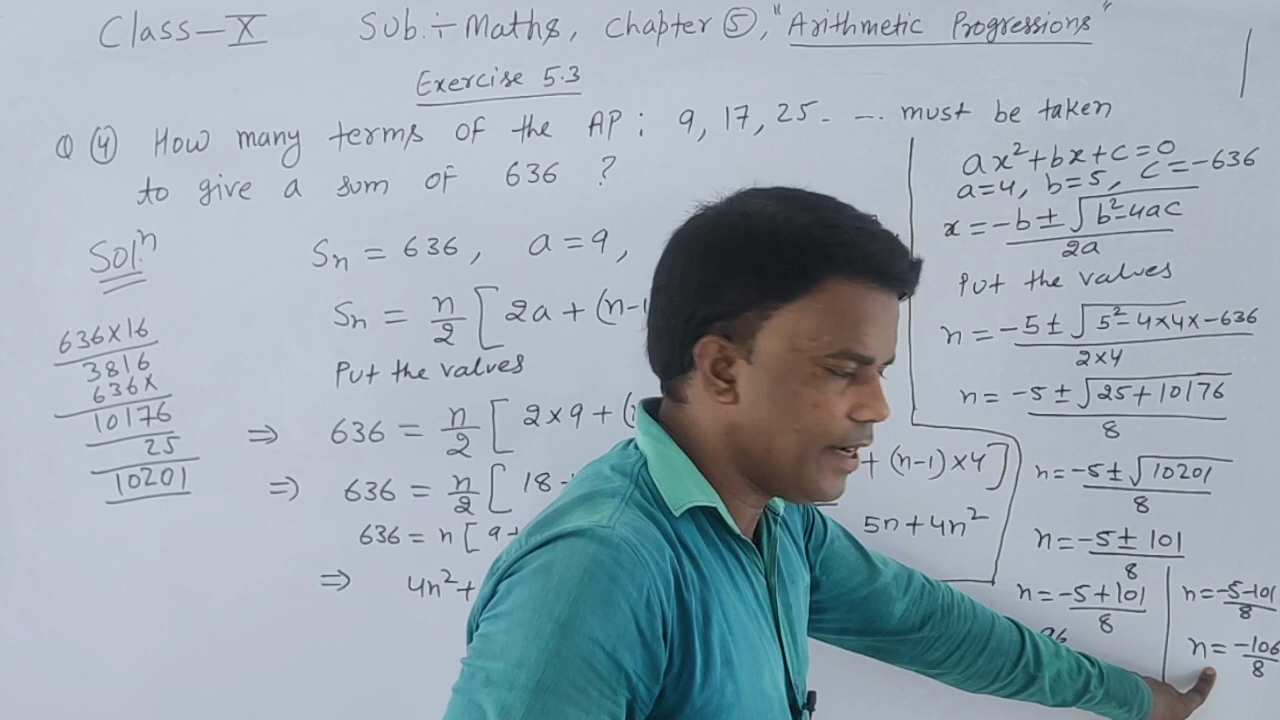 Class-X Sub.÷Maths, Chapter ⑤, "Arithmetic Progressions"
Exercise 5.3
Q ④ How many terms of the AP : 9, 17, 25- -.. must be taken
to give a sum of 636 ?
Solⁿ
Sn = 636, a = 9,
Sn = n/2 [ 2a + (n-1
Put the values
636 = n/2 [ 2×9 + (
⇒ 636 = n/2 [ 18
⇒ 636 = n [ 9+
+ (n-1)×4]
5n+4n²
⇒ 4n²+
636×16
3816
636×
10176
25
10201
ax²+bx+c=0
a=4, b=5, c=-636
x = -b ± √b²-4ac / 2a
Put the values
n = -5 ± √5²-4×4×-636 / 2×4
n = -5 ± √25+10176 / 8
n = -5 ± √10201 / 8
n = -5 ± 101 / 8
n = -5+101 / 8
n = -5-101 / 8
n = -106 / 8